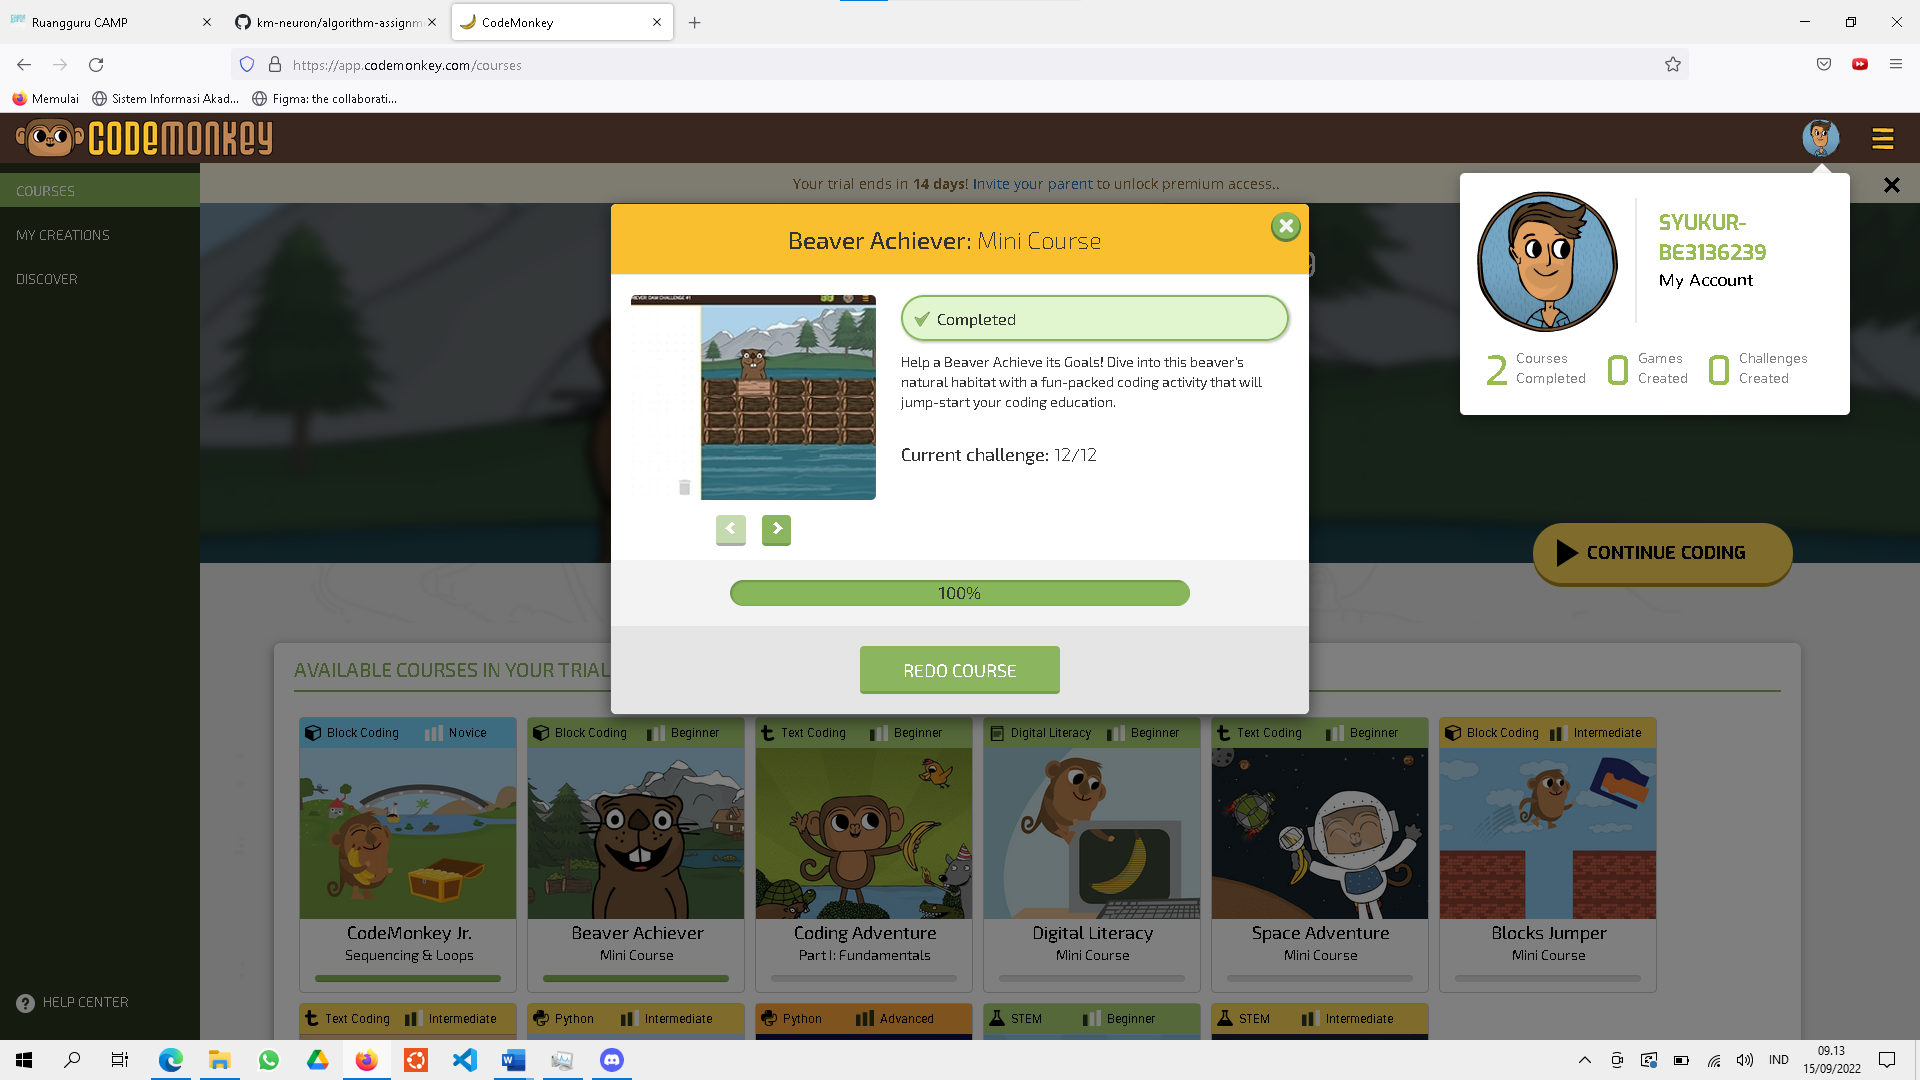 Ruangguru CAMP
km-neuron/algorithm-assignm
CodeMonkey
https://app.codemonkey.com/courses
Memulai
Sistem Informasi Akad...
Figma: the collaborati...
CODEMONKEY
COURSES
MY CREATIONS
DISCOVER
HELP CENTER
Your trial ends in 14 days! Invite your parent to unlock premium access..
SYUKUR-
BE3136239
My Account
2 Courses Completed
0 Games Created
0 Challenges Created
Beaver Achiever: Mini Course
Completed
Help a Beaver Achieve its Goals! Dive into this beaver's
natural habitat with a fun-packed coding activity that will
jump-start your coding education.
Current challenge: 12/12
100%
REDO COURSE
CONTINUE CODING
AVAILABLE COURSES IN YOUR TRIAL
Block Coding Novice
CodeMonkey Jr.
Sequencing & Loops
Block Coding Beginner
Beaver Achiever
Mini Course
Text Coding Beginner
Coding Adventure
Part I: Fundamentals
Digital Literacy Beginner
Digital Literacy
Mini Course
Text Coding Beginner
Space Adventure
Mini Course
Block Coding Intermediate
Blocks Jumper
Mini Course
Text Coding Intermediate
Python Intermediate
Python Advanced
STEM Beginner
STEM Intermediate
IND
09.13
15/09/2022